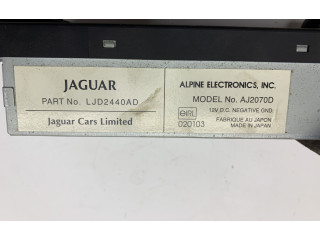 JAGUAR
PART No. LJD2440AD
Jaguar Cars Limited
ALPINE ELECTRONICS, INC.
MODEL No. AJ2070D
12V D.C. NEGATIVE GND
020103
FABRIQUE AU JAPON
MADE IN JAPAN